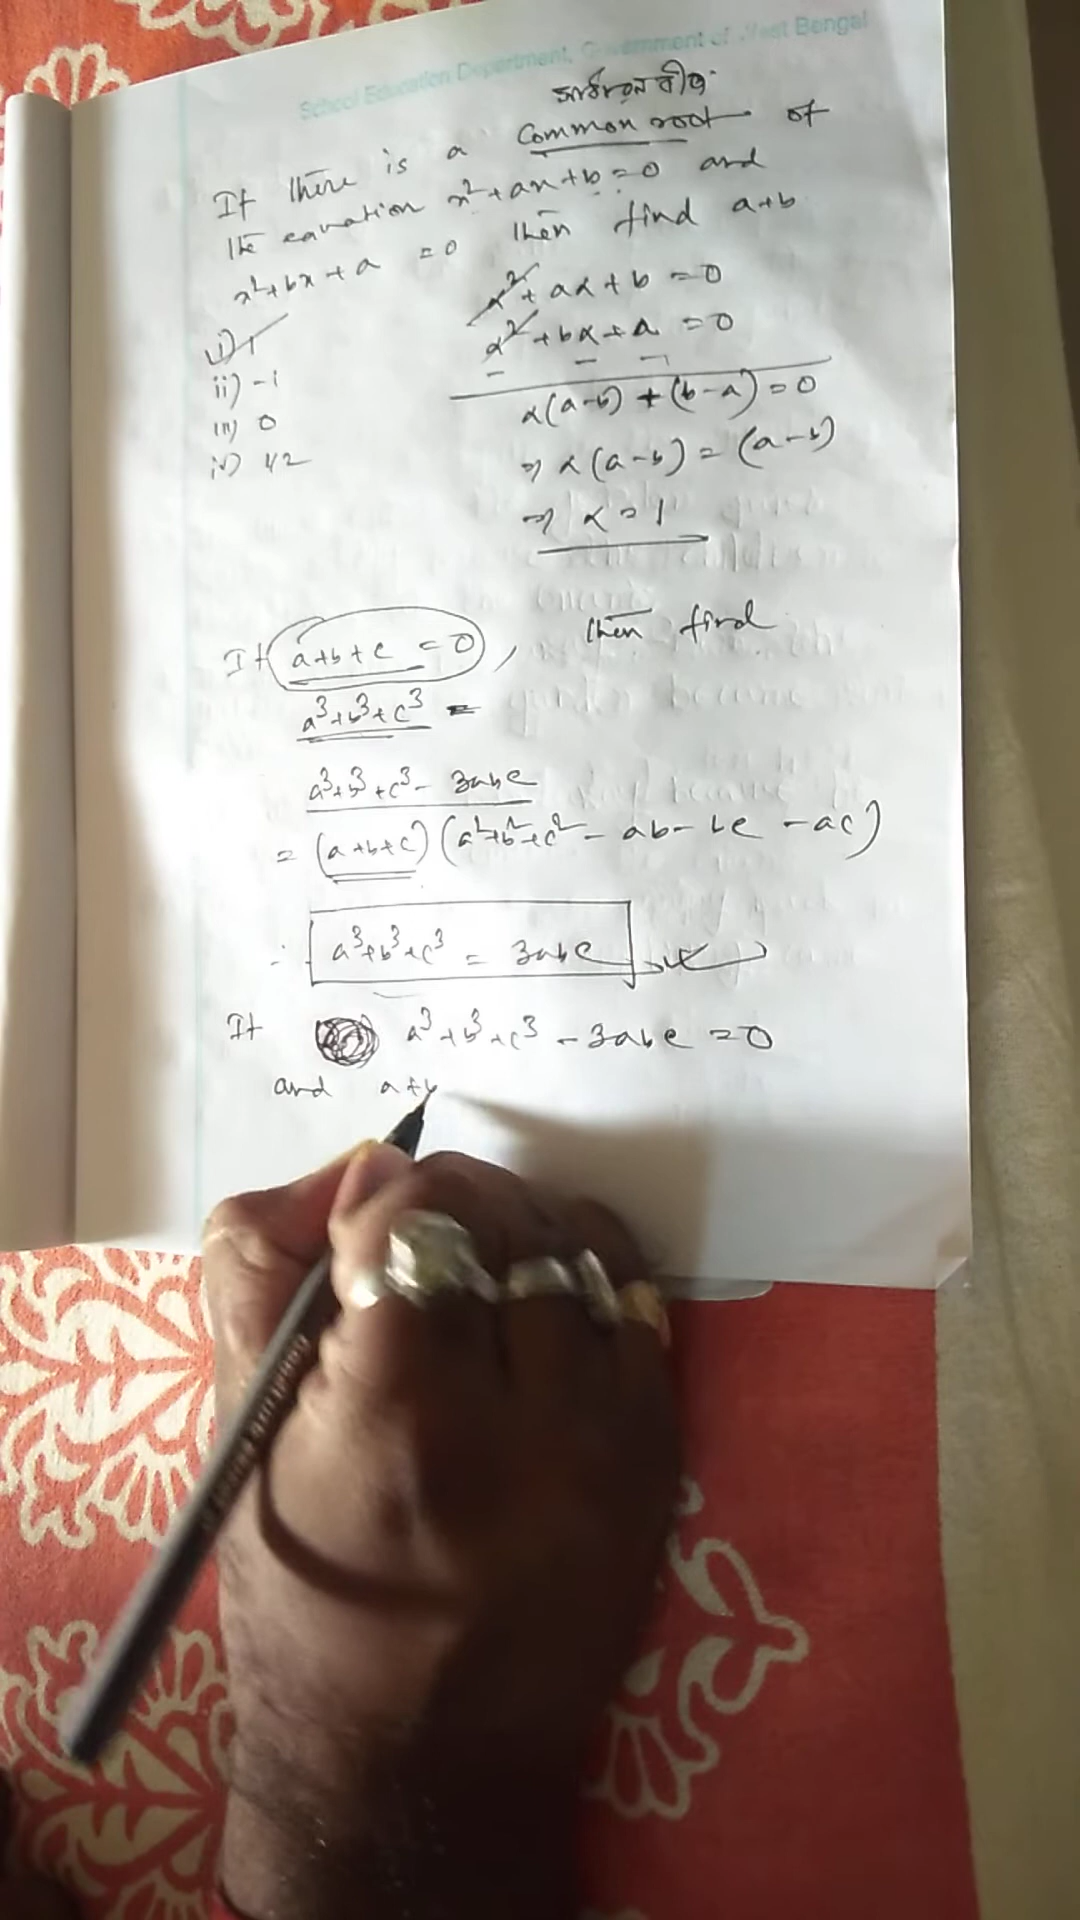 School Education Department, Government of West Bengal
সাধারন বীজ
If there is a common root of
the equation x²+ax+b=0 and
x²+bx+a =0 then find a+b
i) 1
ii) -1
iii) 0
iv) 1/2
α²+aα+b=0
α²+bα+a=0
α(a-b)+(b-a)=0
⇒ α(a-b)=(a-b)
⇒ α=1
If a+b+c=0, then find
a³+b³+c³ =
a³+b³+c³- 3abc
= (a+b+c)(a²+b²+c²-ab-bc-ac)
∴ a³+b³+c³ = 3abc
If a³+b³+c³-3abc=0
and a+b